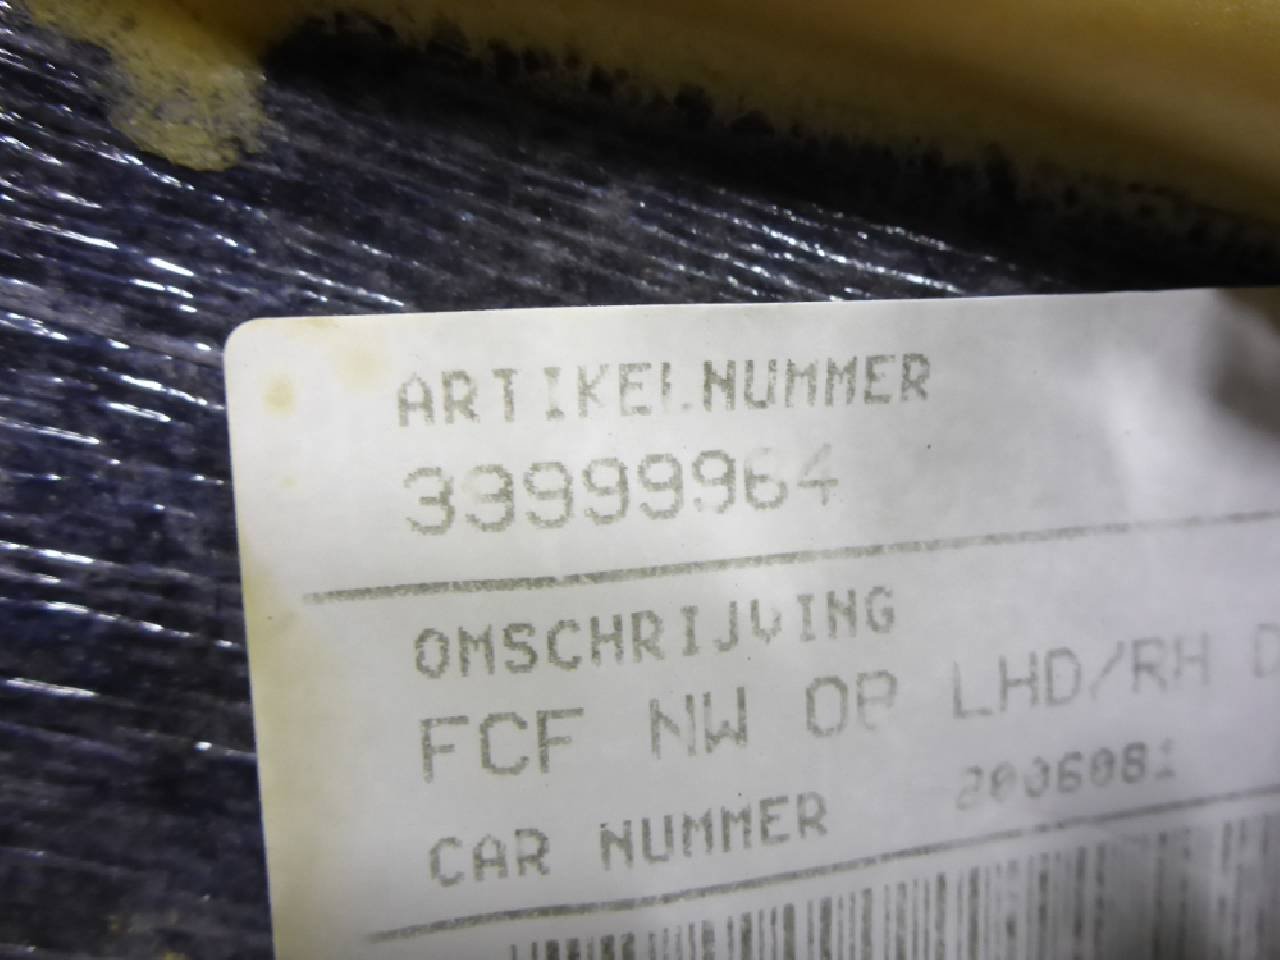 ARTIKELNUMMER
39999964
OMSCHRIJVING
FCF NW OB LHD/RH D
CAR NUMMER 2006081